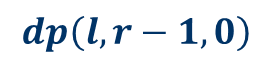 dp(l, r − 1, 0)